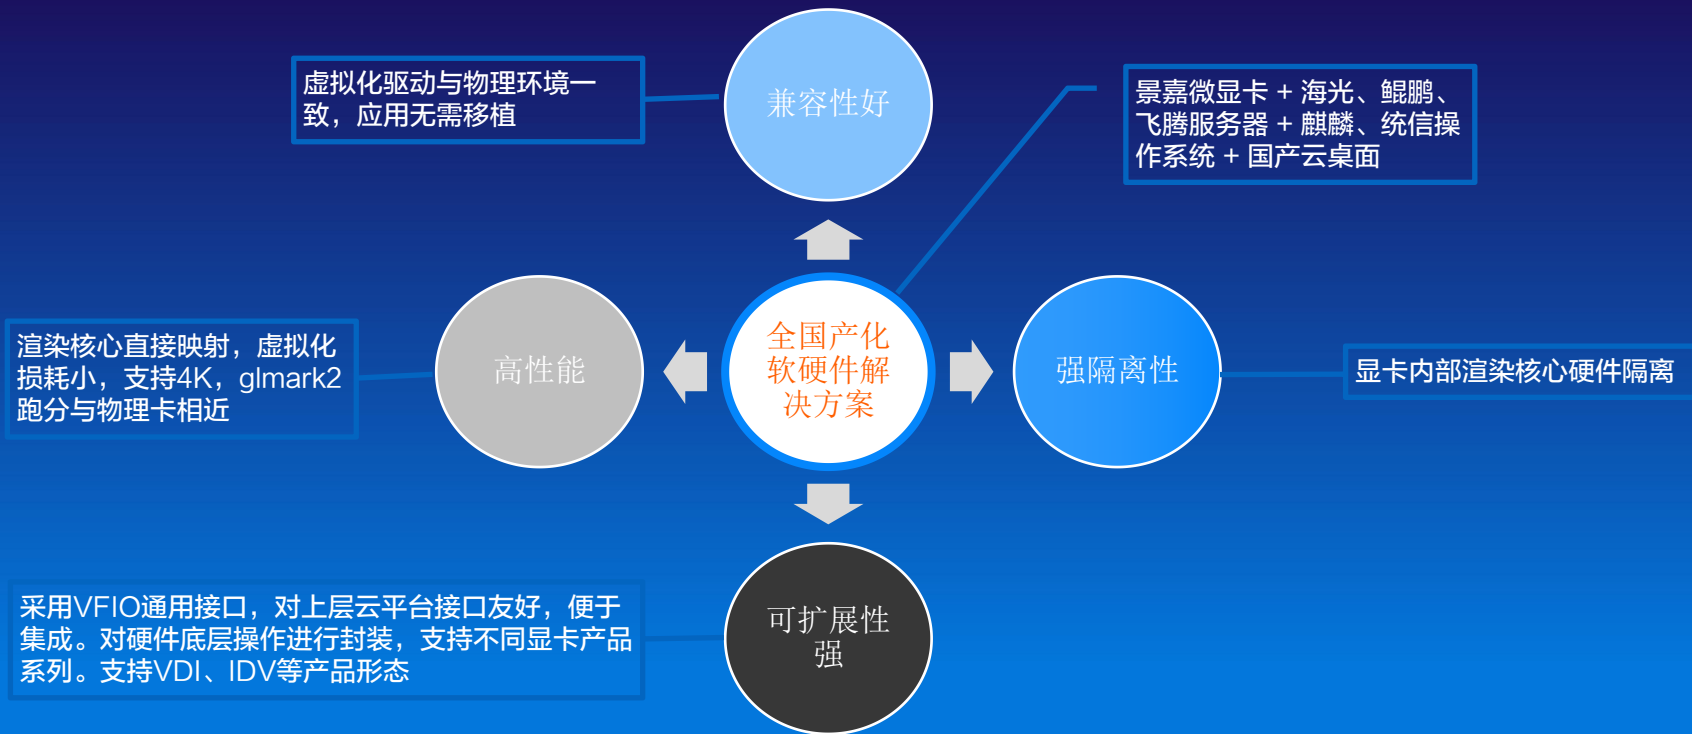 虚拟化驱动与物理环境一
致，应用无需移植
兼容性好
景嘉微显卡 + 海光、鲲鹏、
飞腾服务器 + 麒麟、统信操
作系统 + 国产云桌面
渲染核心直接映射，虚拟化
损耗小，支持4K，glmark2
跑分与物理卡相近
高性能
全国产化
软硬件解
决方案
强隔离性
显卡内部渲染核心硬件隔离
采用VFIO通用接口，对上层云平台接口友好，便于
集成。对硬件底层操作进行封装，支持不同显卡产品
系列。支持VDI、IDV等产品形态
可扩展性
强